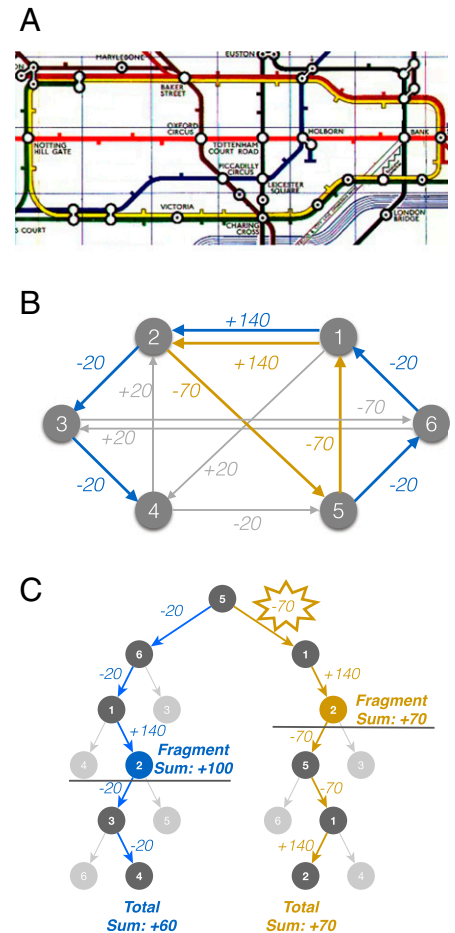 A
MARYLEBONE
EUSTON
ON
BAKER
STREET
OXFORD
CIRCUS
NOTTING
HILL GATE
TOTTENHAM
COURT ROAD
HOLBORN
BANK
PICCADILLY
CIRCUS
LEICESTER
SQUARE
VICTORIA
S COURT
CHARING
CROSS
LONDON
BRIDGE
B
+140
2 1
-20 +140 -20
+20 -70
3 -70 6
+20
-70
-20 +20 -20
4 5
-20
C
5
-20 -70
6 1
-20 +140
1 3 2 Fragment
Sum: +70
+140 -70
4 2 Fragment
Sum: +100
5 3
-20 -70
3 5 6 1
-20 +140
6 4 2 4
Total
Sum: +60
Total
Sum: +70